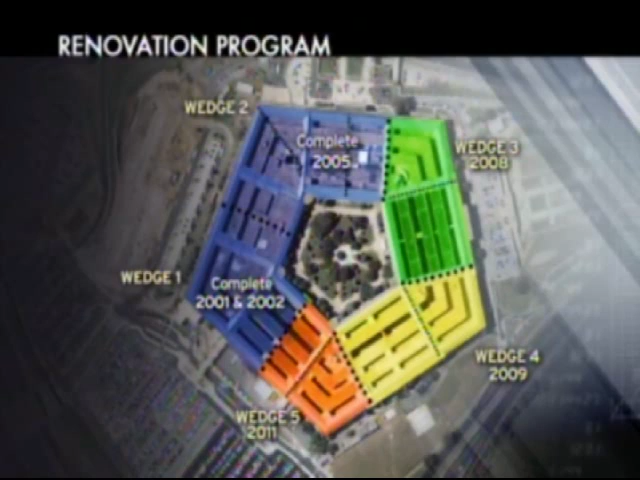 RENOVATION PROGRAM
WEDGE 2
Complete
2005
WEDGE 3
2008
WEDGE 1
Complete
2001 & 2002
WEDGE 4
2009
WEDGE 5
2011